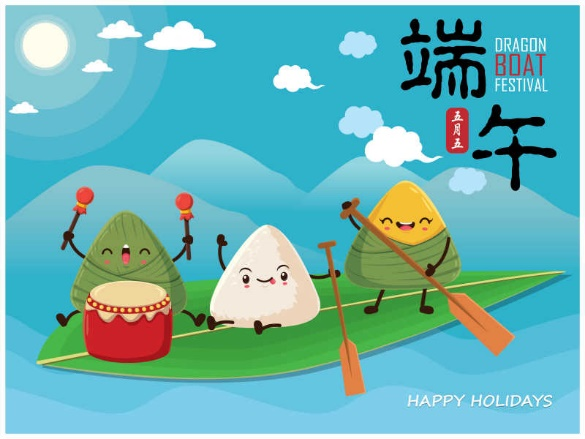 端午
DRAGON
BOAT
FESTIVAL
五月五
HAPPY HOLIDAYS